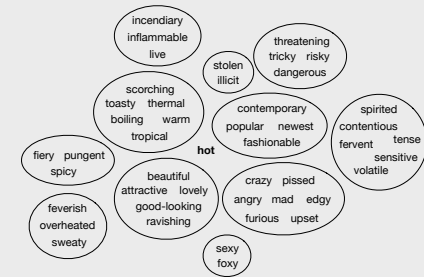 incendiary
inflammable
live
stolen
illicit
threatening
tricky risky
dangerous
scorching
toasty thermal
boiling warm
tropical
contemporary
popular newest
fashionable
spirited
contentious
fervent tense
sensitive
volatile
hot
fiery pungent
spicy
beautiful
attractive lovely
good-looking
ravishing
crazy pissed
angry mad edgy
furious upset
feverish
overheated
sweaty
sexy
foxy